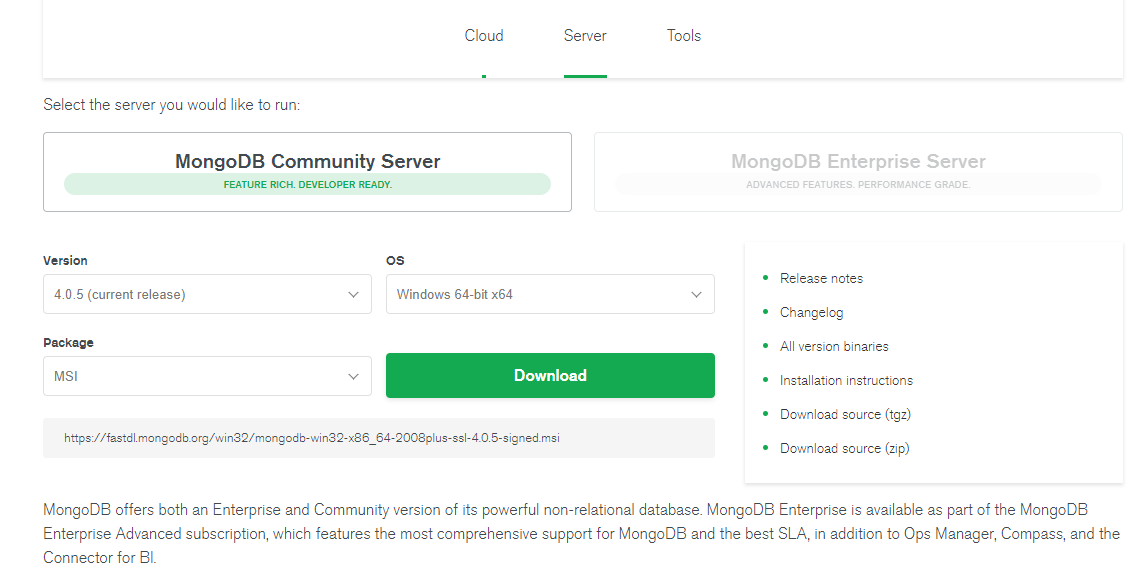 Cloud Server Tools
Select the server you would like to run:
MongoDB Community Server
FEATURE RICH. DEVELOPER READY.
MongoDB Enterprise Server
ADVANCED FEATURES. PERFORMANCE GRADE.
Version
4.0.5 (current release)
OS
Windows 64-bit x64
Package
MSI
Download
https://fastdl.mongodb.org/win32/mongodb-win32-x86_64-2008plus-ssl-4.0.5-signed.msi
Release notes
Changelog
All version binaries
Installation instructions
Download source (tgz)
Download source (zip)
MongoDB offers both an Enterprise and Community version of its powerful non-relational database. MongoDB Enterprise is available as part of the MongoDB
Enterprise Advanced subscription, which features the most comprehensive support for MongoDB and the best SLA, in addition to Ops Manager, Compass, and the
Connector for BI.